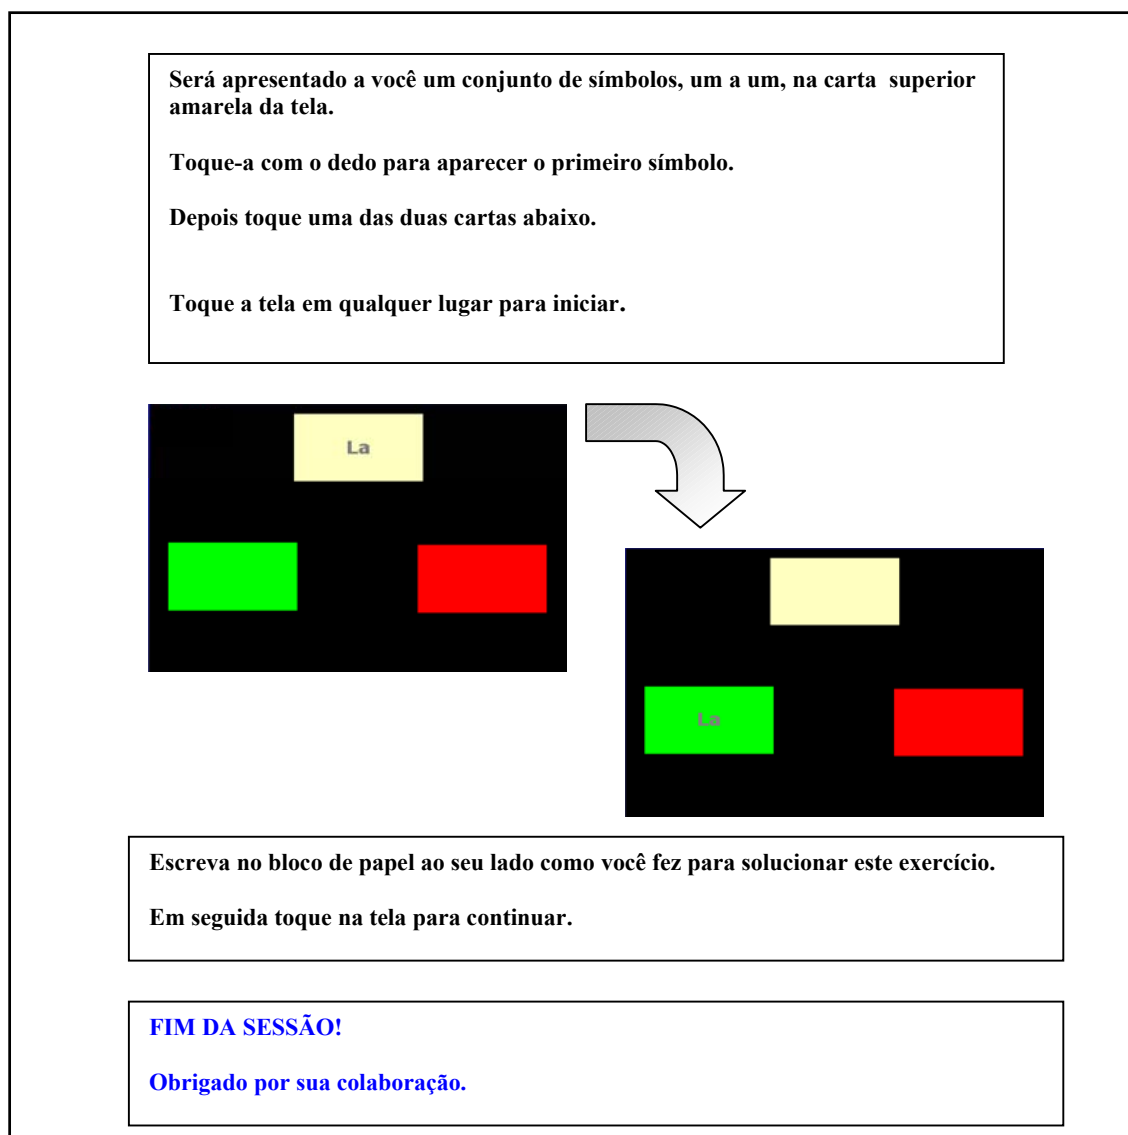 Será apresentado a você um conjunto de símbolos, um a um, na carta superior
amarela da tela.
Toque-a com o dedo para aparecer o primeiro símbolo.
Depois toque uma das duas cartas abaixo.
Toque a tela em qualquer lugar para iniciar.
La
La
Escreva no bloco de papel ao seu lado como você fez para solucionar este exercício.
Em seguida toque na tela para continuar.
FIM DA SESSÃO!
Obrigado por sua colaboração.